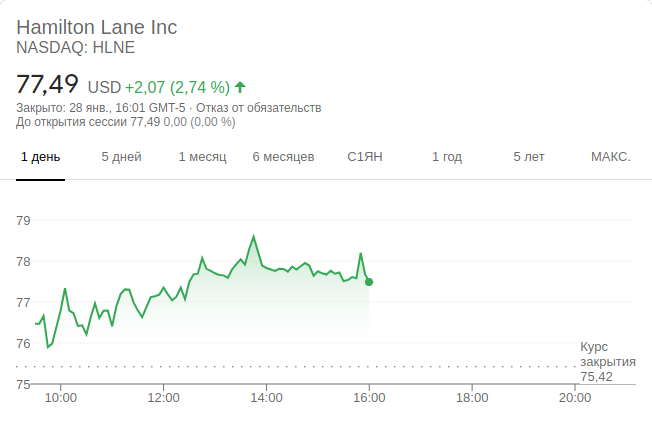 Hamilton Lane Inc
NASDAQ: HLNE
77,49 USD +2,07 (2,74 %)
Закрыто: 28 янв., 16:01 GMT-5 · Отказ от обязательств
До открытия сессии 77,49 0,00 (0,00 %)
1 день 5 дней 1 месяц 6 месяцев С1ЯН 1 год 5 лет МАКС.
79
78
77
76
Курс
закрытия
75,42
75
10:00 12:00 14:00 16:00 18:00 20:00